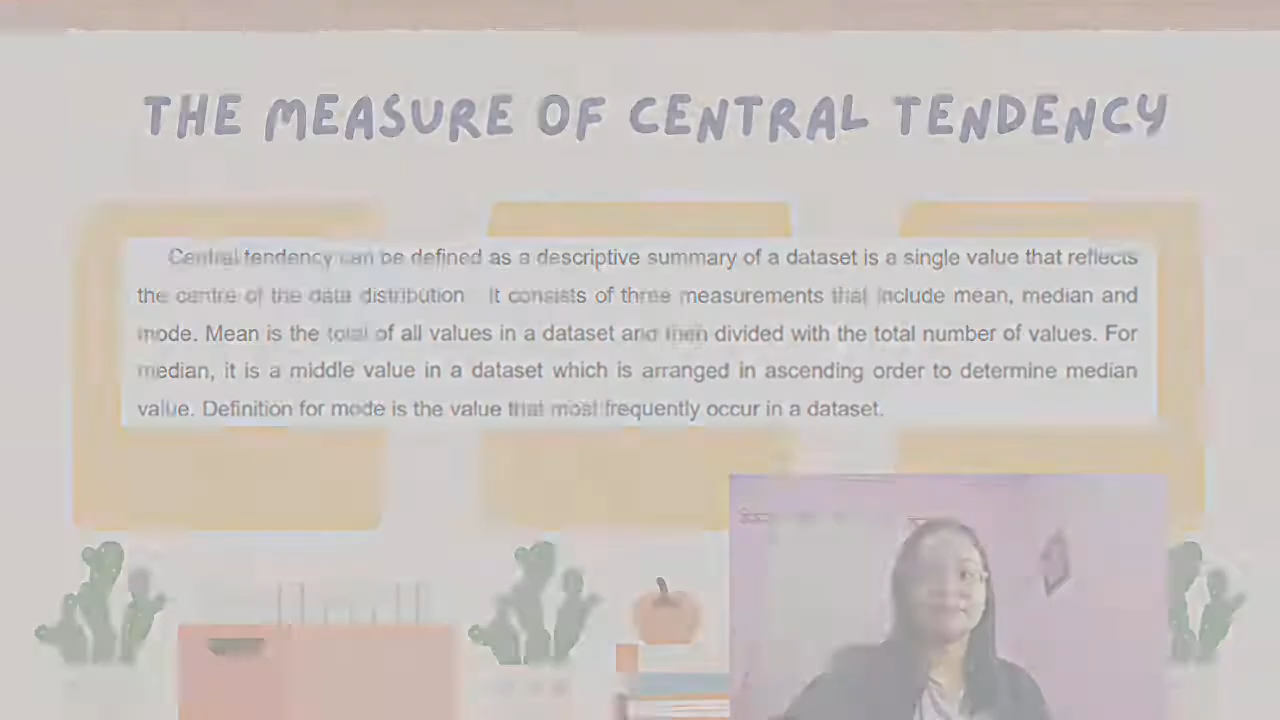 THE MEASURE OF CENTRAL TENDENCY
Central tendency can be defined as a descriptive summary of a dataset is a single value that reflects
the centre of the data distribution It consists of three measurements that include mean, median and
mode. Mean is the total of all values in a dataset and then divided with the total number of values. For
median, it is a middle value in a dataset which is arranged in ascending order to determine median
value. Definition for mode is the value that most frequently occur in a dataset.